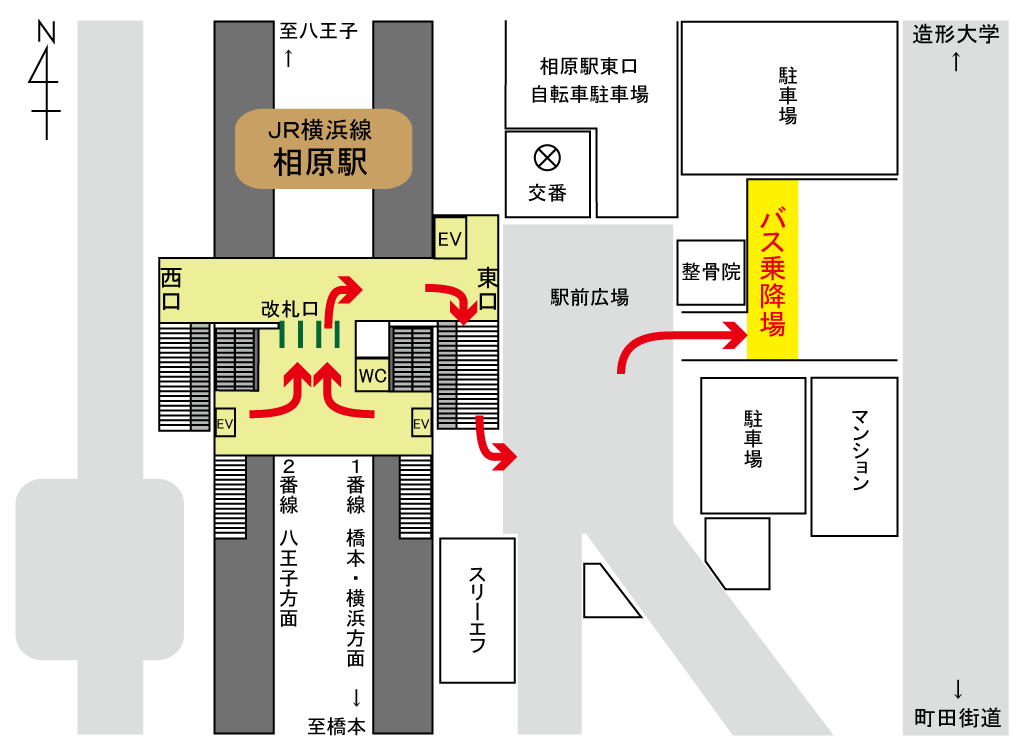 N
至八王子
↑
JR横浜線
相原駅
相原駅東口
自転車駐車場
交番
駐車場
造形大学
↑
EV
西口
東口
改札口
駅前広場
整骨院
バス乗降場
WC
EV
EV
2番線 八王子方面
1番線 橋本・横浜方面
↓
至橋本
スリーエフ
駐車場
マンション
↓
町田街道